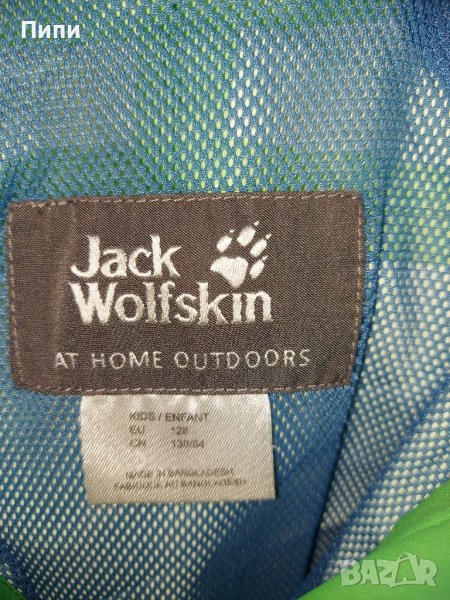 Пипи
Jack
Wolfskin
AT HOME OUTDOORS
KIDS / ENFANT
EU 128
CN 130/64
MADE IN BANGLADESH
FABRIQUE AU BANGLADESH
BAZAR